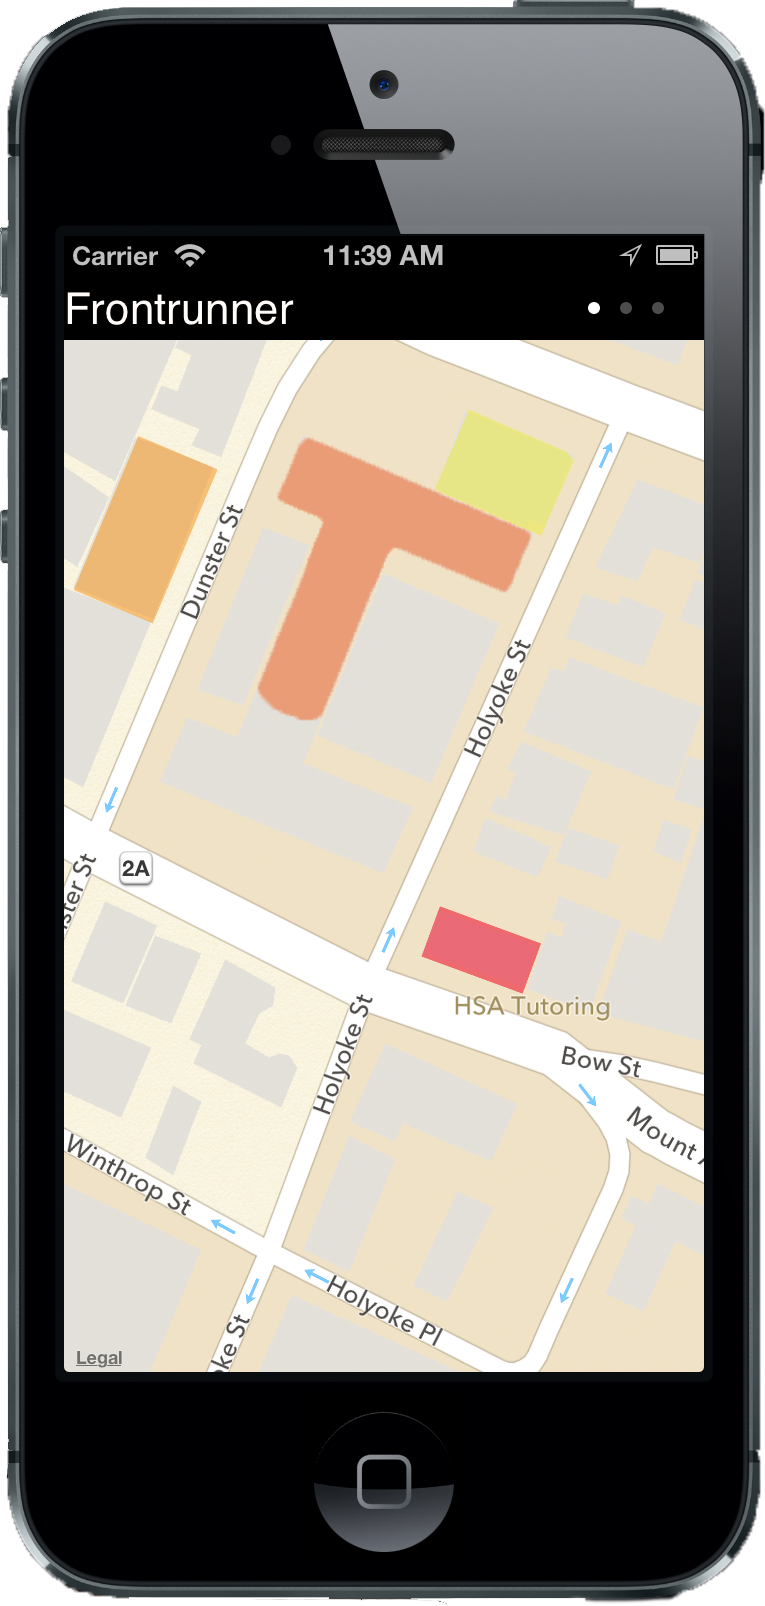 Carrier 11:39 AM
Frontrunner
Dunster St
Holyoke St
2A
ster St
HSA Tutoring
Holyoke St
Bow St
Mount
Winthrop St
Holyoke Pl
oke St
Legal